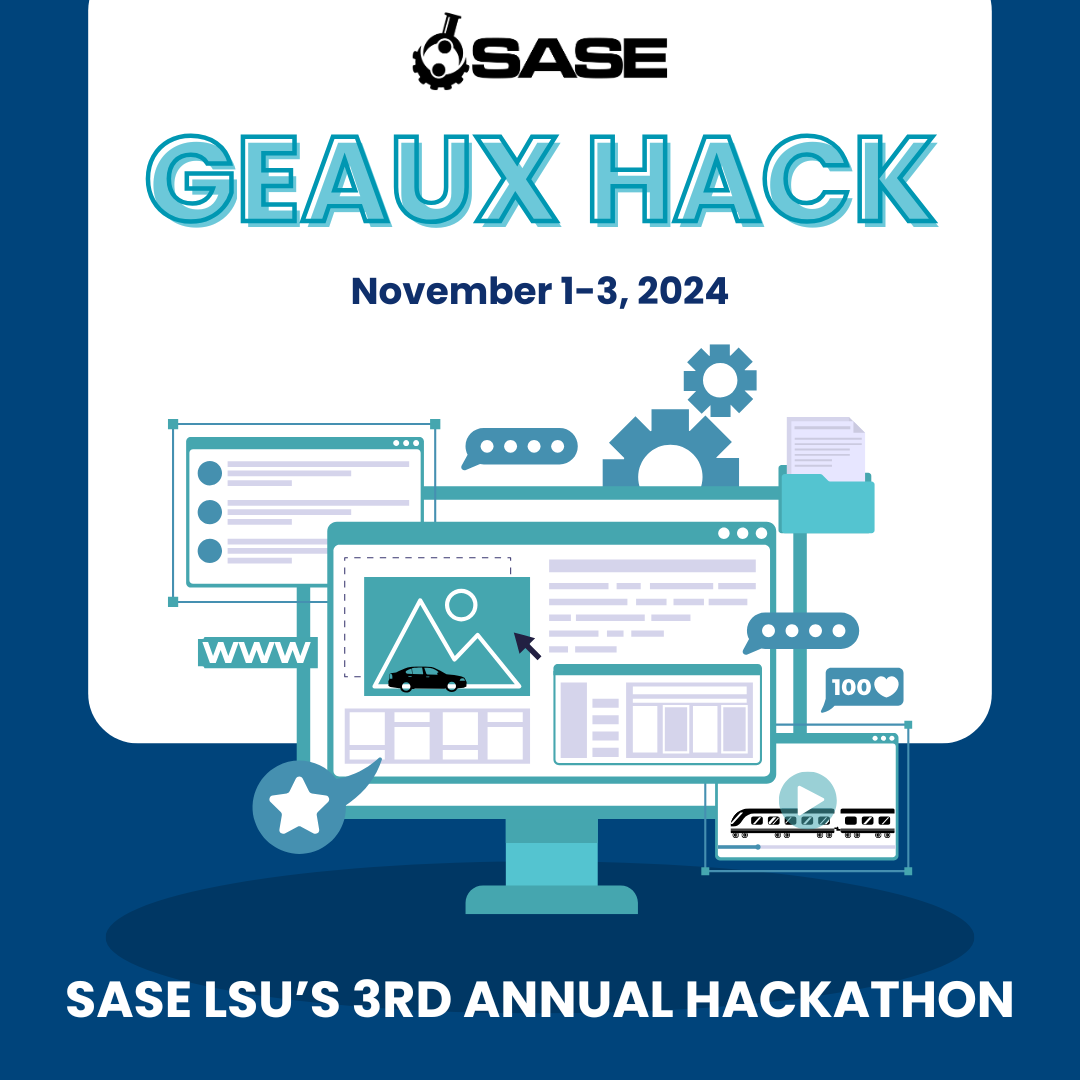 SASE
GEAUX HACK
November 1-3, 2024
WWW
100
SASE LSU’S 3RD ANNUAL HACKATHON